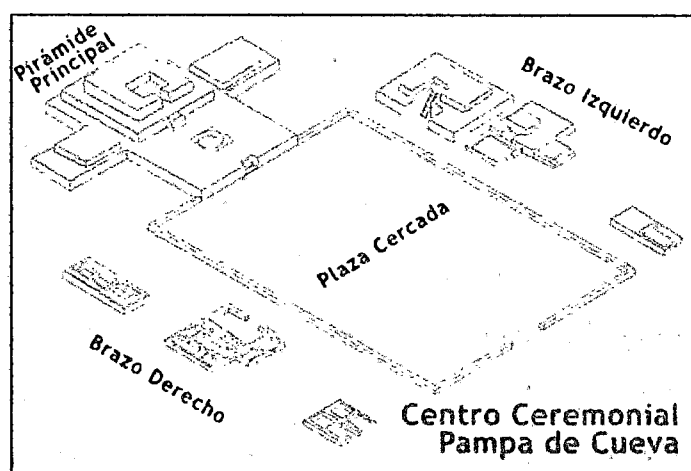 Pirámide
Principal
Brazo Izquierdo
Plaza Cercada
Brazo Derecho
Centro Ceremonial
Pampa de Cueva